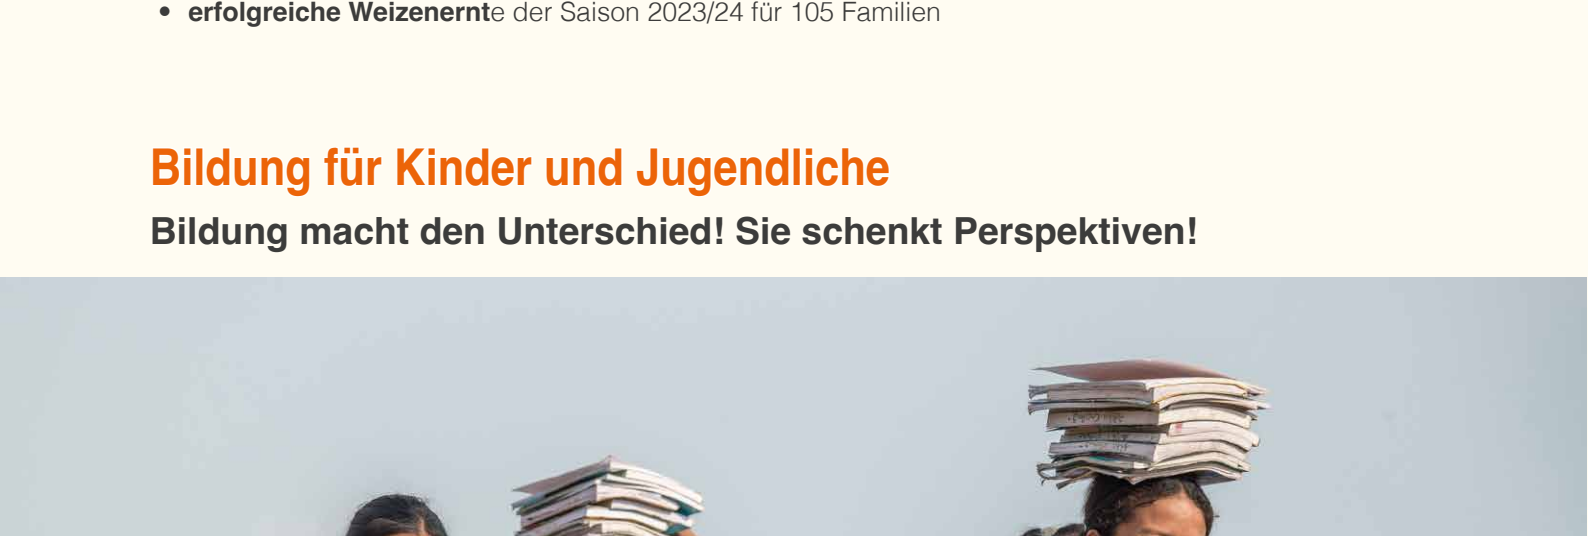 • erfolgreiche Weizenernte der Saison 2023/24 für 105 Familien
Bildung für Kinder und Jugendliche
Bildung macht den Unterschied! Sie schenkt Perspektiven!